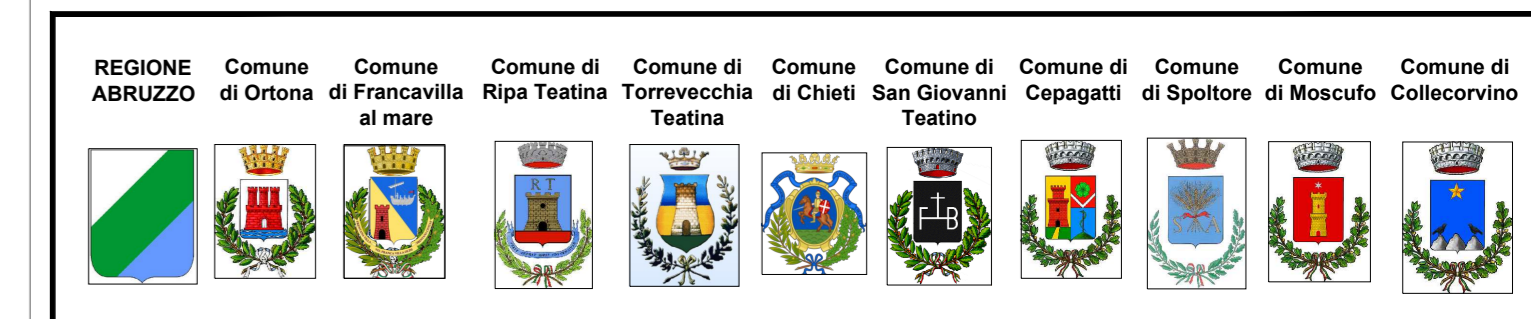 REGIONE
ABRUZZO
Comune
di Ortona
Comune
di Francavilla
al mare
Comune di
Ripa Teatina
Comune di
Torrevecchia
Teatina
Comune
di Chieti
Comune di
San Giovanni
Teatino
Comune di
Cepagatti
Comune
di Spoltore
Comune
di Moscufo
Comune di
Collecorvino
R T
F B
S A